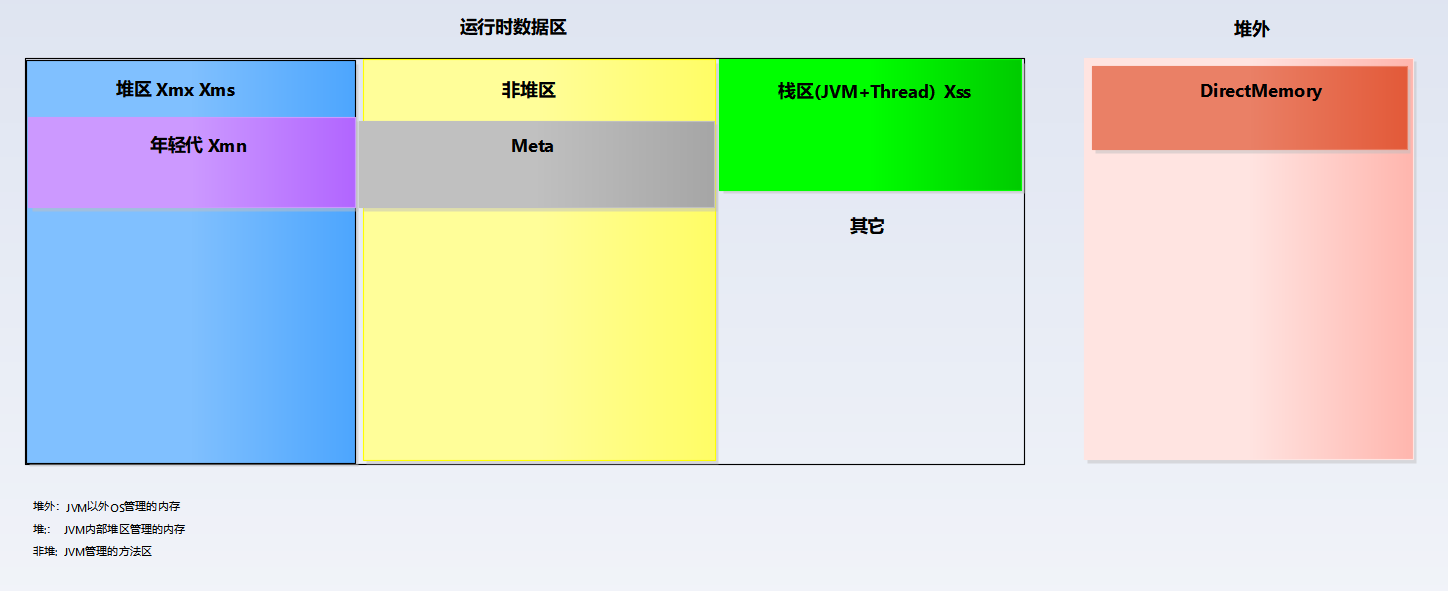 运行时数据区
堆外
堆区 Xmx Xms
非堆区
栈区(JVM+Thread) Xss
DirectMemory
年轻代 Xmn
Meta
其它
堆外: JVM以外OS管理的内存
堆;: JVM内部堆区管理的内存
非堆; JVM管理的方法区